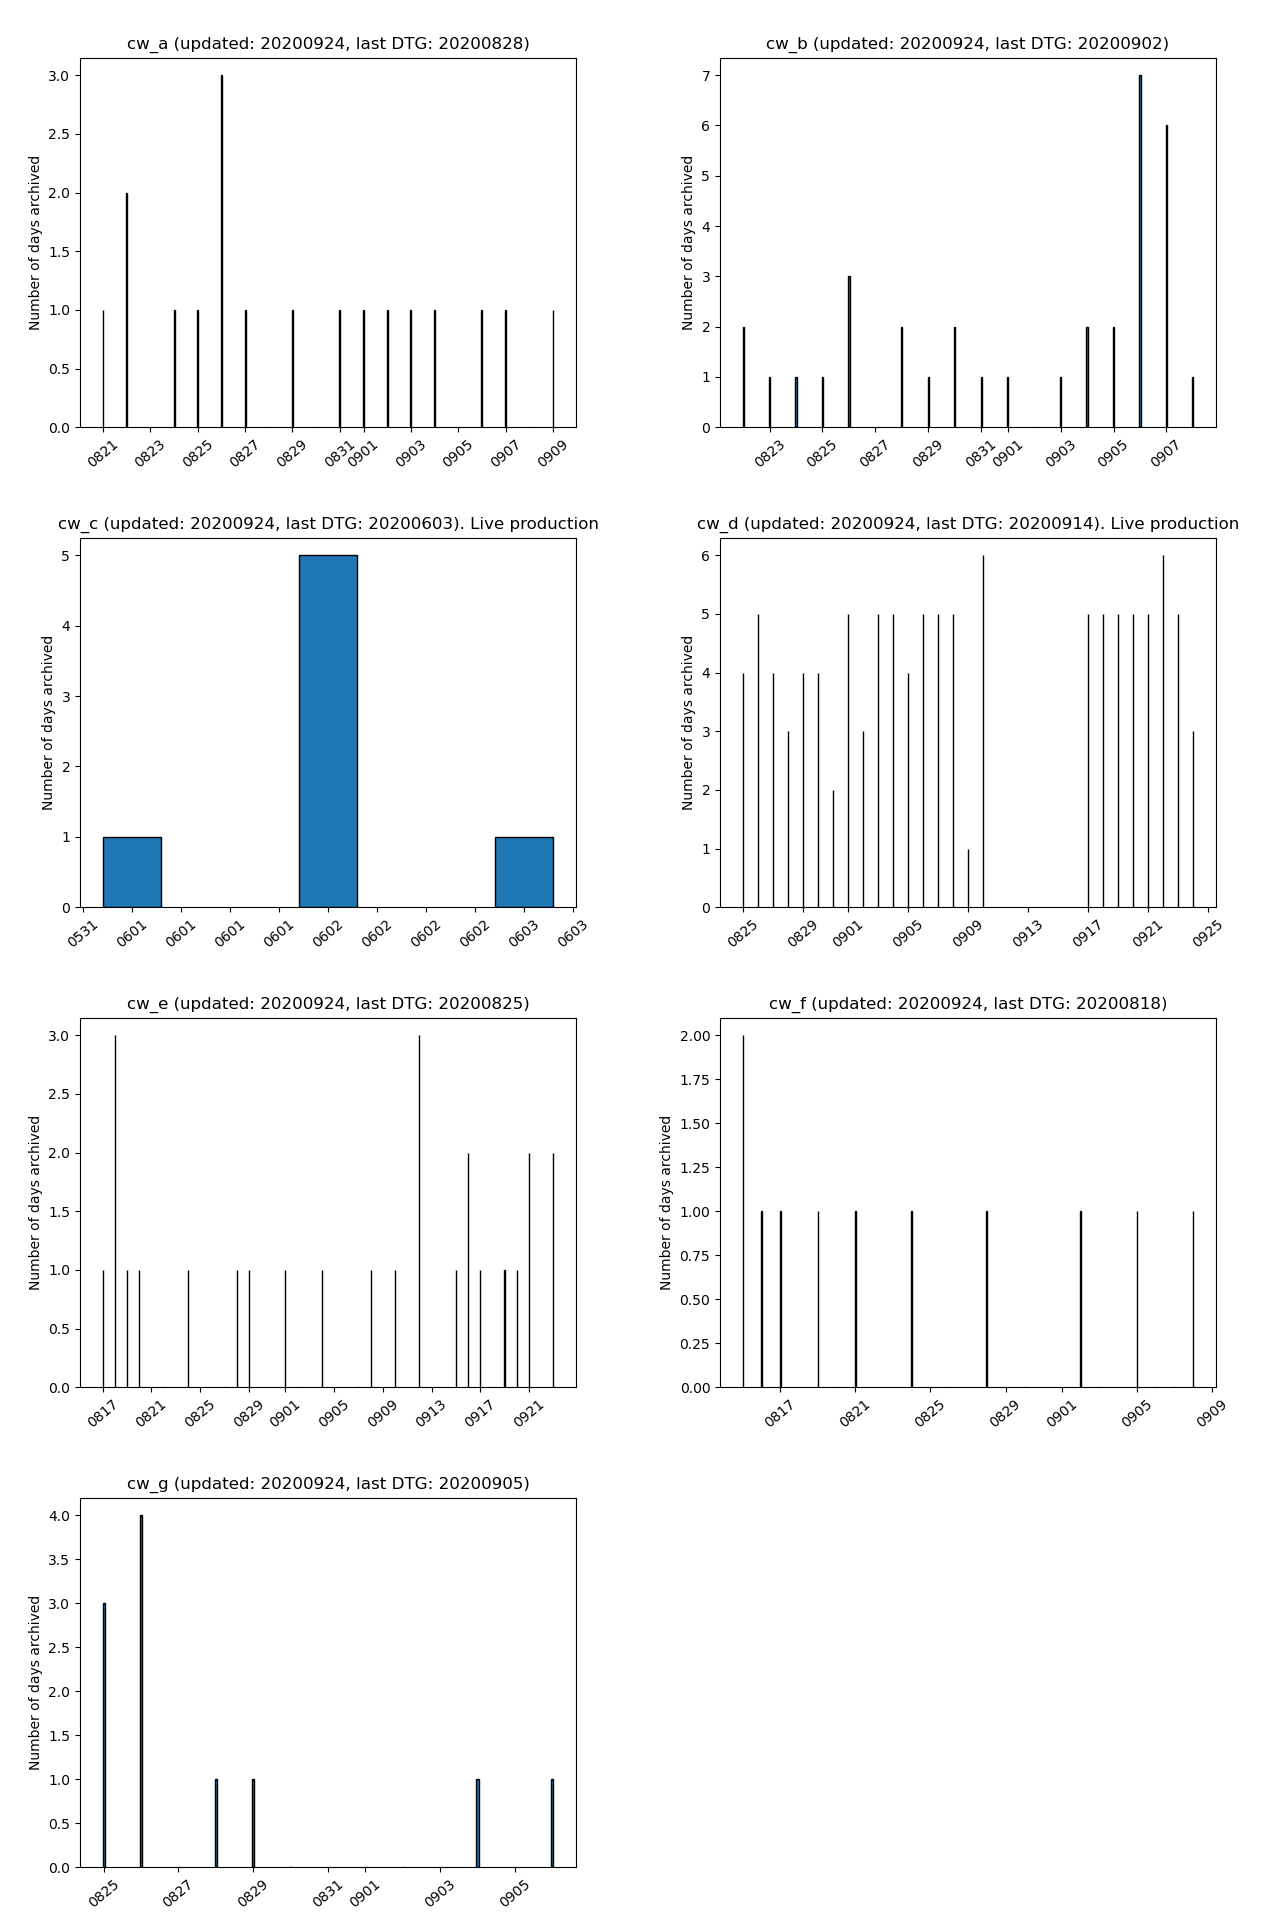 cw_a (updated: 20200924, last DTG: 20200828)
Number of days archived
3.0
2.5
2.0
1.5
1.0
0.5
0.0
0821 0823 0825 0827 0829 0831 0901 0903 0905 0907 0909
cw_b (updated: 20200924, last DTG: 20200902)
Number of days archived
7
6
5
4
3
2
1
0
0823 0825 0827 0829 0831 0901 0903 0905 0907
cw_c (updated: 20200924, last DTG: 20200603). Live production
Number of days archived
5
4
3
2
1
0
0531 0601 0601 0601 0601 0602 0602 0602 0602 0603 0603
cw_d (updated: 20200924, last DTG: 20200914). Live production
Number of days archived
6
5
4
3
2
1
0
0825 0829 0901 0905 0909 0913 0917 0921 0925
cw_e (updated: 20200924, last DTG: 20200825)
Number of days archived
3.0
2.5
2.0
1.5
1.0
0.5
0.0
0817 0821 0825 0829 0901 0905 0909 0913 0917 0921
cw_f (updated: 20200924, last DTG: 20200818)
Number of days archived
2.00
1.75
1.50
1.25
1.00
0.75
0.50
0.25
0.00
0817 0821 0825 0829 0901 0905 0909
cw_g (updated: 20200924, last DTG: 20200905)
Number of days archived
4.0
3.5
3.0
2.5
2.0
1.5
1.0
0.5
0.0
0825 0827 0829 0831 0901 0903 0905